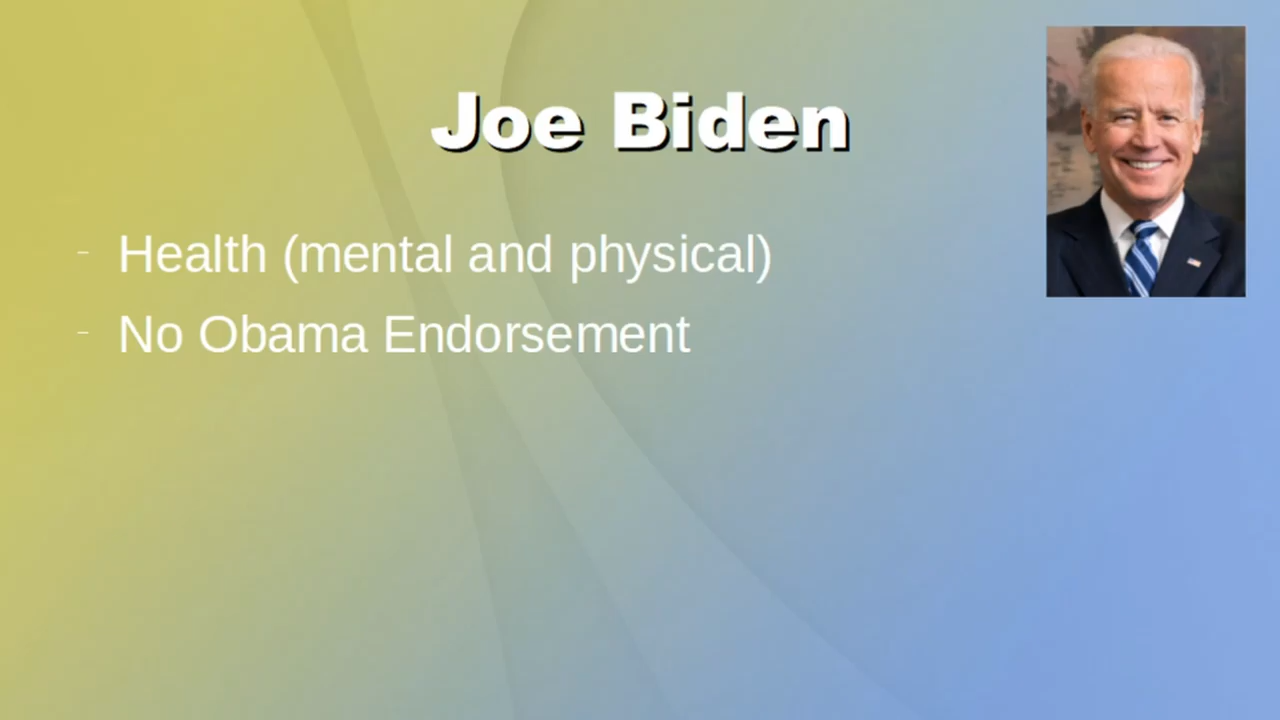 Joe Biden
- Health (mental and physical)
- No Obama Endorsement